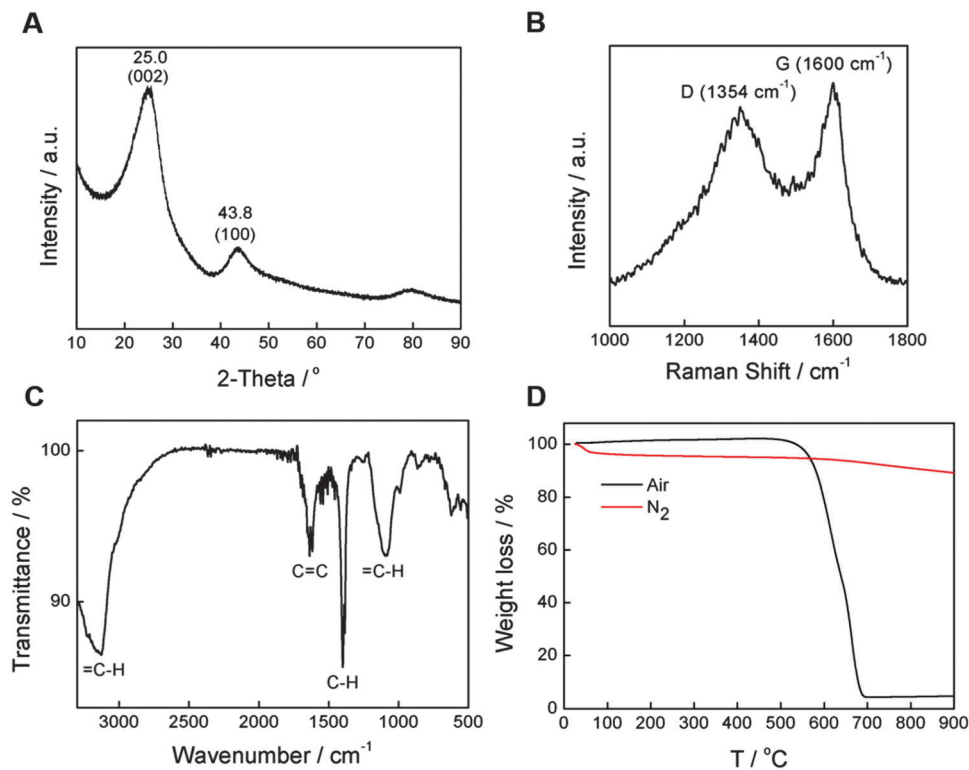 A
25.0
(002)
43.8
(100)
Intensity / a.u.
10 20 30 40 50 60 70 80 90
2-Theta / °
B
G (1600 cm⁻¹)
D (1354 cm⁻¹)
Intensity / a.u.
1000 1200 1400 1600 1800
Raman Shift / cm⁻¹
C
100
90
Transmittance / %
C=C
=C-H
=C-H
C-H
3000 2500 2000 1500 1000 500
Wavenumber / cm⁻¹
D
100
80
60
40
20
0
Weight loss / %
Air
N₂
0 100 200 300 400 500 600 700 800 900
T / °C